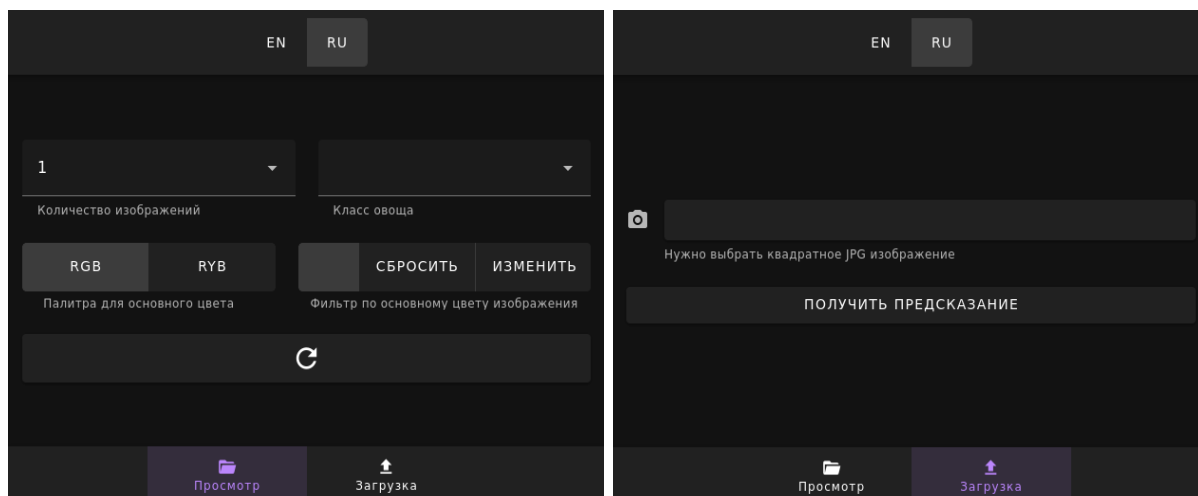 EN RU
1
Количество изображений
Класс овоща
RGB RYB
СБРОСИТЬ ИЗМЕНИТЬ
Палитра для основного цвета
Фильтр по основному цвету изображения
Просмотр
Загрузка
EN RU
Нужно выбрать квадратное JPG изображение
ПОЛУЧИТЬ ПРЕДСКАЗАНИЕ
Просмотр
Загрузка